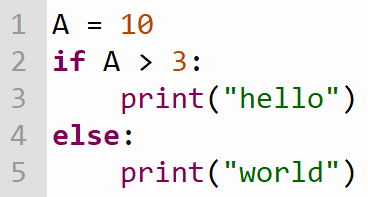 1 A = 10
2 if A > 3:
3     print("hello")
4 else:
5     print("world")